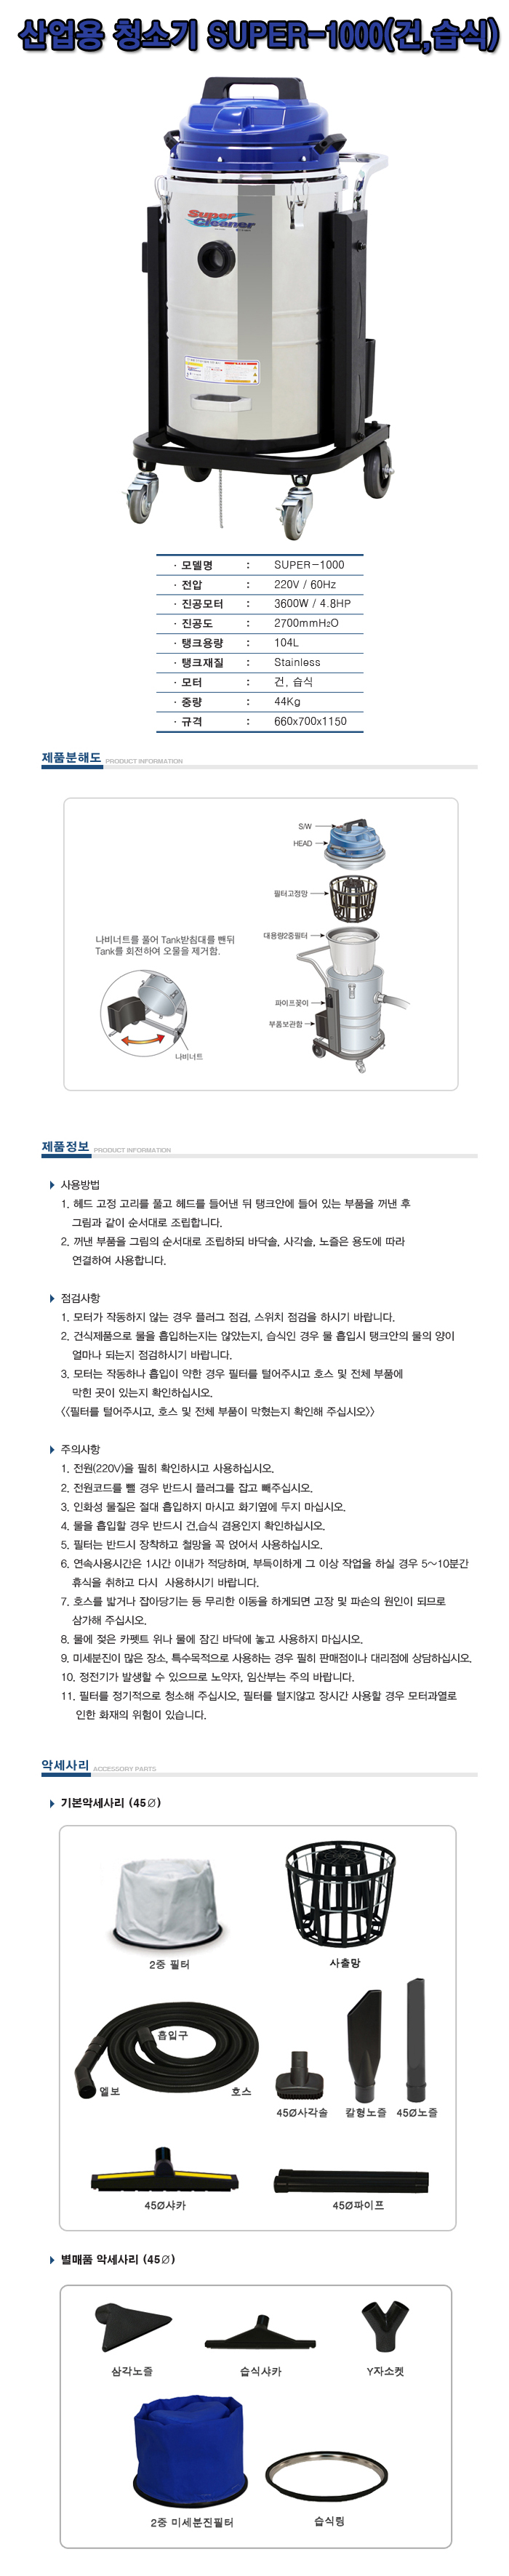 산업용 청소기 SUPER-1000(건,습식)
Super
Cleaner
· 모델명 : SUPER-1000
· 전압 : 220V / 60Hz
· 진공모터 : 3600W / 4.8HP
· 진공도 : 2700mmH₂O
· 탱크용량 : 104L
· 탱크재질 : Stainless
· 모터 : 건, 습식
· 중량 : 44Kg
· 규격 : 660x700x1150
제품분해도 PRODUCT INFORMATION
S/W
HEAD
필터고정망
대용량2중필터
나비너트를 풀어 Tank받침대를 뺀뒤
Tank를 회전하여 오물을 제거함.
파이프꽂이
부품보관함
나비너트
제품정보 PRODUCT INFORMATION
사용방법
1. 헤드 고정 고리를 풀고 헤드를 들어낸 뒤 탱크안에 들어 있는 부품을 꺼낸 후
그림과 같이 순서대로 조립합니다.
2. 꺼낸 부품을 그림의 순서대로 조립하되 바닥솔, 사각솔, 노즐은 용도에 따라
연결하여 사용합니다.
점검사항
1. 모터가 작동하지 않는 경우 플러그 점검, 스위치 점검을 하시기 바랍니다.
2. 건식제품으로 물을 흡입하는지는 않았는지, 습식인 경우 물 흡입시 탱크안의 물의 양이
얼마나 되는지 점검하시기 바랍니다.
3. 모터는 작동하나 흡입이 약한 경우 필터를 털어주시고 호스 및 전체 부품에
막힌 곳이 있는지 확인하십시오.
<<필터를 털어주시고, 호스 및 전체 부품이 막혔는지 확인해 주십시오>>
주의사항
1. 전원(220V)을 필히 확인하시고 사용하십시오.
2. 전원코드를 뺄 경우 반드시 플러그를 잡고 빼주십시오.
3. 인화성 물질은 절대 흡입하지 마시고 화기옆에 두지 마십시오.
4. 물을 흡입할 경우 반드시 건,습식 겸용인지 확인하십시오.
5. 필터는 반드시 장착하고 철망을 꼭 얹어서 사용하십시오.
6. 연속사용시간은 1시간 이내가 적당하며, 부득이하게 그 이상 작업을 하실 경우 5~10분간
휴식을 취하고 다시 사용하시기 바랍니다.
7. 호스를 밟거나 잡아당기는 등 무리한 이동을 하게되면 고장 및 파손의 원인이 되므로
삼가해 주십시오.
8. 물에 젖은 카펫트 위나 물에 잠긴 바닥에 놓고 사용하지 마십시오.
9. 미세분진이 많은 장소, 특수목적으로 사용하는 경우 필히 판매점이나 대리점에 상담하십시오.
10. 정전기가 발생할 수 있으므로 노약자, 임산부는 주의 바랍니다.
11. 필터를 정기적으로 청소해 주십시오, 필터를 털지않고 장시간 사용할 경우 모터과열로
인한 화재의 위험이 있습니다.
악세사리 ACCESSORY PARTS
기본악세사리 (45∅)
2중 필터
사출망
흡입구
엘보
호스
45∅사각솔
칼형노즐
45∅노즐
45∅샤카
45∅파이프
별매품 악세사리 (45∅)
삼각노즐
습식샤카
Y자소켓
2중 미세분진필터
습식링